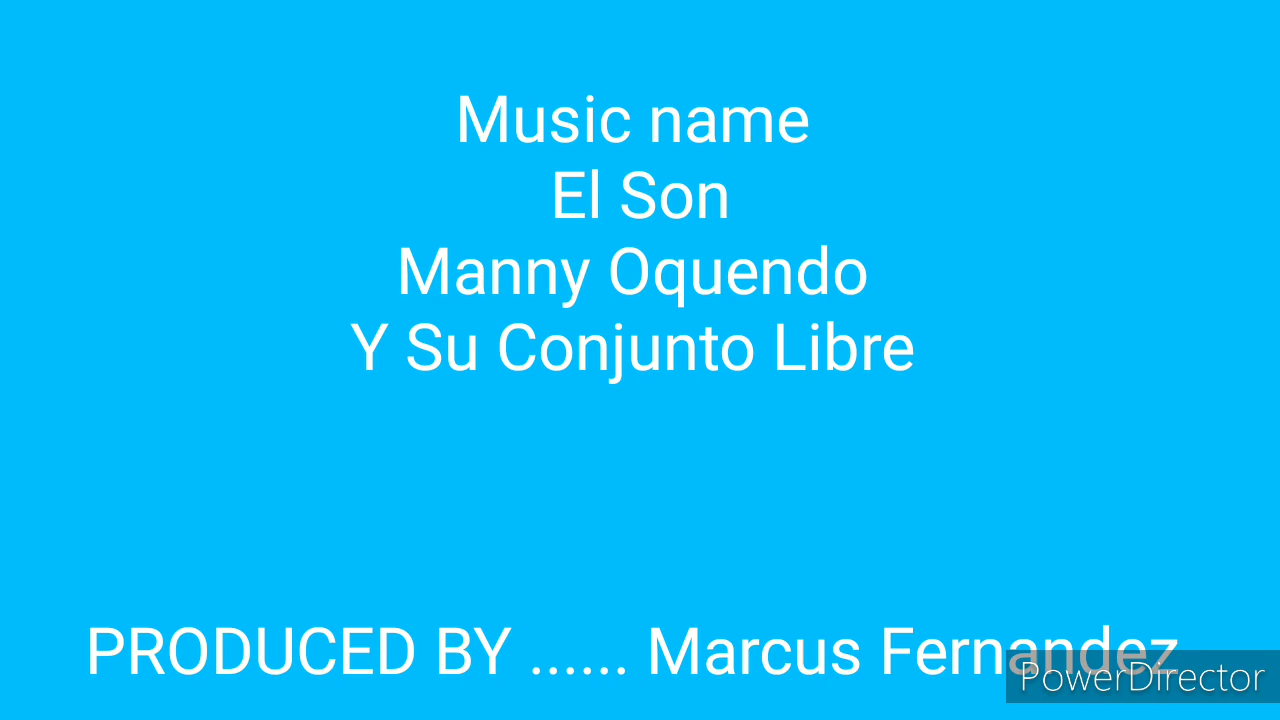 Music name
El Son
Manny Oquendo
Y Su Conjunto Libre
PRODUCED BY ...... Marcus Fernandez
PowerDirector